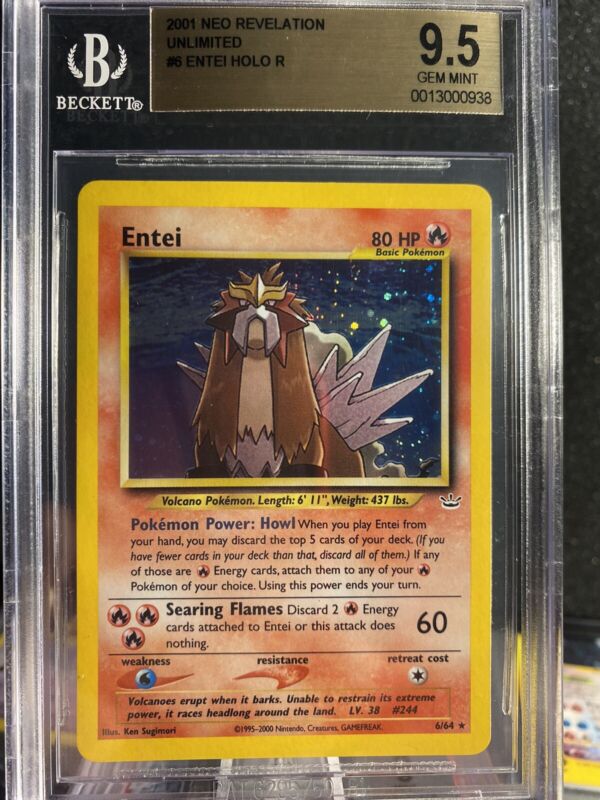 2001 NEO REVELATION
UNLIMITED
#6 ENTEI HOLO R
9.5
GEM MINT
0013000938
B
BECKETT®
Entei
80 HP
Basic Pokémon
Volcano Pokémon. Length: 6' 11", Weight: 437 lbs.
Pokémon Power: Howl When you play Entei from
your hand, you may discard the top 5 cards of your deck. (If you
have fewer cards in your deck than that, discard all of them.) If any
of those are Energy cards, attach them to any of your
Pokémon of your choice. Using this power ends your turn.
Searing Flames Discard 2 Energy
cards attached to Entei or this attack does
nothing.
60
weakness
resistance
retreat cost
Volcanoes erupt when it barks. Unable to restrain its extreme
power, it races headlong around the land. LV. 38 #244
Illus. Ken Sugimori
©1995-2000 Nintendo, Creatures, GAMEFREAK.
6/64 ★